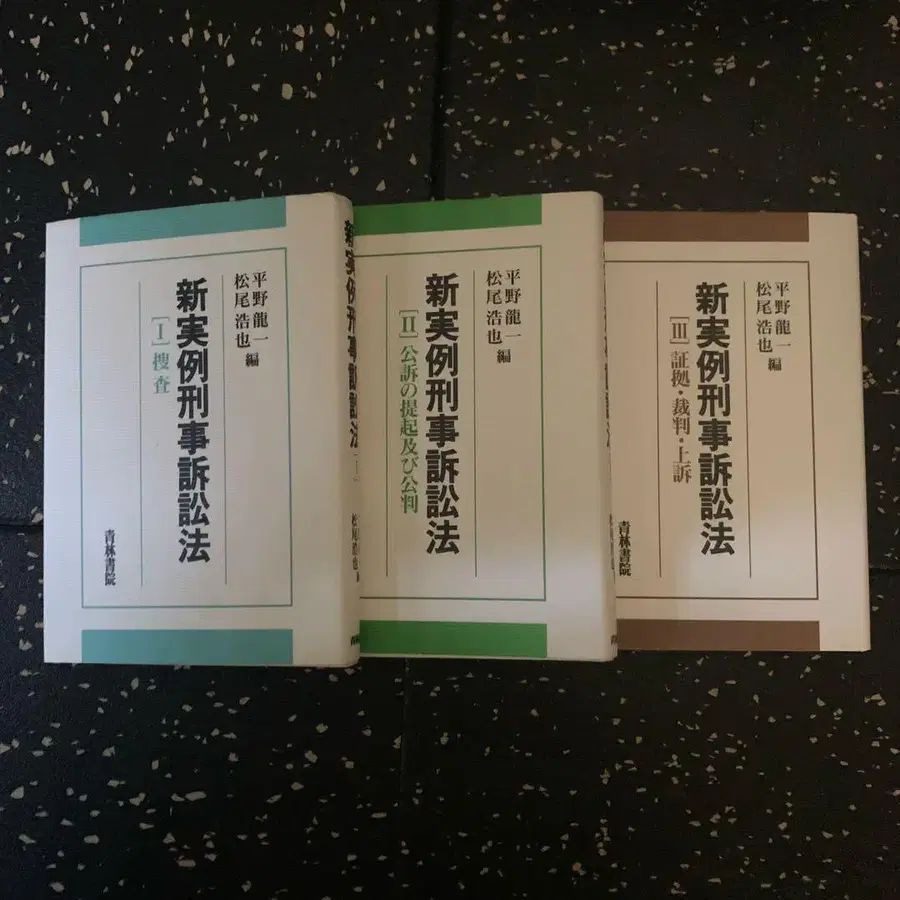 平野龍一
松尾浩也 編
新実例刑事訴訟法
[Ⅰ]捜査
青林書院
新実例刑事訴訟法
平野龍一
松尾浩也 編
新実例刑事訴訟法
[Ⅱ]公訴の提起及び公判
平野龍一
松尾浩也 編
新実例刑事訴訟法
[Ⅲ]証拠・裁判・上訴
青林書院